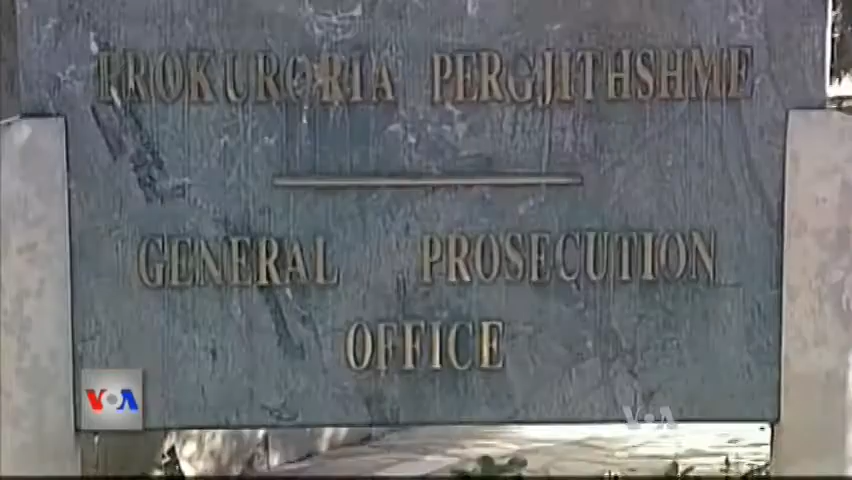 PROKURORIA PERGJITHSHME
GENERAL PROSECUTION
OFFICE
VOA
VOA